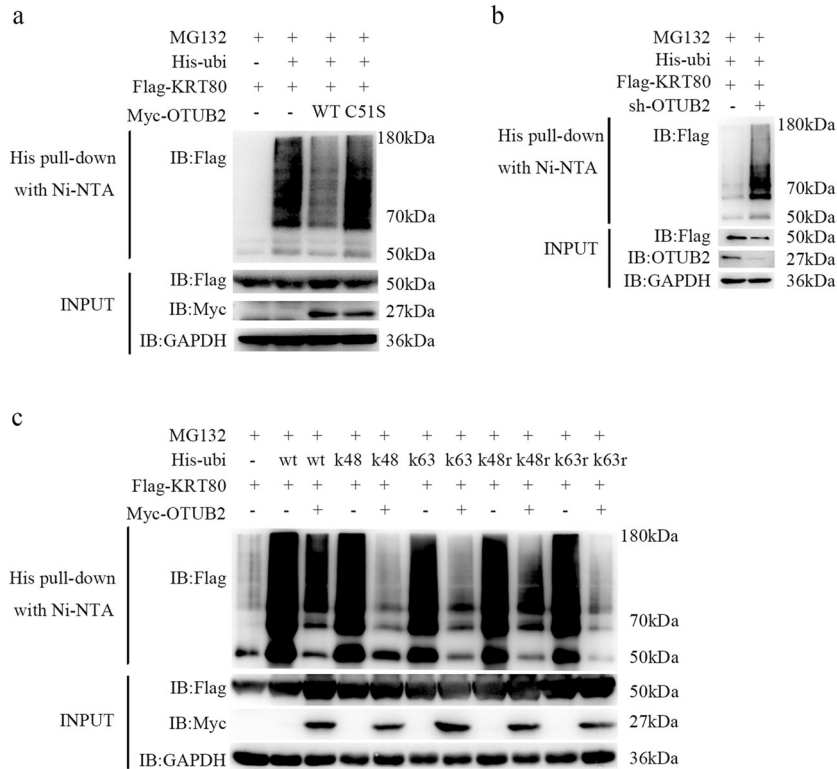 a
MG132 + + + +
His-ubi - + + +
Flag-KRT80 + + + +
Myc-OTUB2 - - WT C51S
His pull-down
with Ni-NTA
IB:Flag
180kDa
70kDa
50kDa
INPUT
IB:Flag 50kDa
IB:Myc 27kDa
IB:GAPDH 36kDa
b
MG132 + +
His-ubi + +
Flag-KRT80 + +
sh-OTUB2 - +
His pull-down
with Ni-NTA
IB:Flag
180kDa
70kDa
50kDa
INPUT
IB:Flag 50kDa
IB:OTUB2 27kDa
IB:GAPDH 36kDa
c
MG132 + + + + + + + + + + +
His-ubi - wt wt k48 k48 k63 k63 k48r k48r k63r k63r
Flag-KRT80 + + + + + + + + + + +
Myc-OTUB2 - - + - + - + - + - +
His pull-down
with Ni-NTA
IB:Flag
180kDa
70kDa
50kDa
INPUT
IB:Flag 50kDa
IB:Myc 27kDa
IB:GAPDH 36kDa